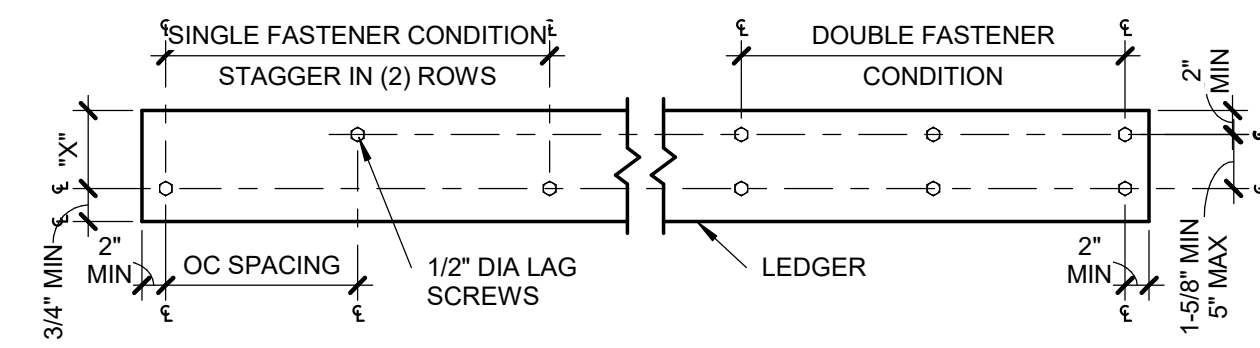 ℄ ℄ ℄ ℄
SINGLE FASTENER CONDITION
STAGGER IN (2) ROWS
DOUBLE FASTENER
CONDITION
2"
MIN
"X"
℄
℄
℄
℄
3/4" MIN
2"
MIN
OC SPACING
1/2" DIA LAG
SCREWS
LEDGER
2"
MIN
1-5/8" MIN
5" MAX
℄ ℄ ℄